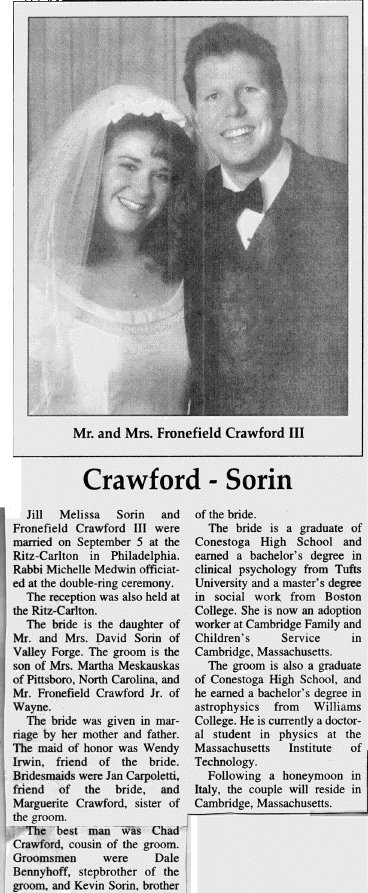 Mr. and Mrs. Fronefield Crawford III
Crawford - Sorin
Jill Melissa Sorin and
Fronefield Crawford III were
married on September 5 at the
Ritz-Carlton in Philadelphia.
Rabbi Michelle Medwin officiat-
ed at the double-ring ceremony.
The reception was also held at
the Ritz-Carlton.
The bride is the daughter of
Mr. and Mrs. David Sorin of
Valley Forge. The groom is the
son of Mrs. Martha Meskauskas
of Pittsboro, North Carolina, and
Mr. Fronefield Crawford Jr. of
Wayne.
The bride was given in mar-
riage by her mother and father.
The maid of honor was Wendy
Irwin, friend of the bride.
Bridesmaids were Jan Carpoletti,
friend of the bride, and
Marguerite Crawford, sister of
the groom.
The best man was Chad
Crawford, cousin of the groom.
Groomsmen were Dale
Bennyhoff, stepbrother of the
groom, and Kevin Sorin, brother
of the bride.
The bride is a graduate of
Conestoga High School and
earned a bachelor's degree in
clinical psychology from Tufts
University and a master's degree
in social work from Boston
College. She is now an adoption
worker at Cambridge Family and
Children's Service in
Cambridge, Massachusetts.
The groom is also a graduate
of Conestoga High School, and
he earned a bachelor's degree in
astrophysics from Williams
College. He is currently a doctor-
al student in physics at the
Massachusetts Institute of
Technology.
Following a honeymoon in
Italy, the couple will reside in
Cambridge, Massachusetts.